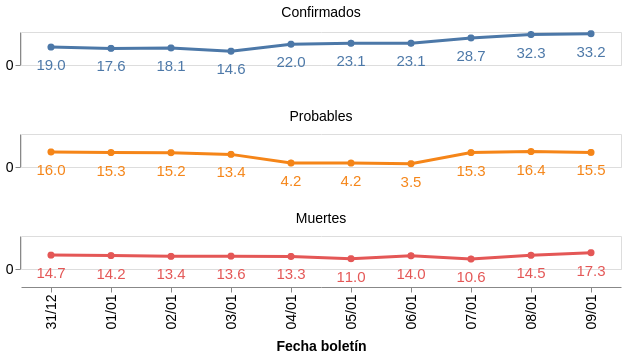 Confirmados
0
19.0 17.6 18.1 14.6 22.0 23.1 23.1 28.7 32.3 33.2
Probables
0
16.0 15.3 15.2 13.4 4.2 4.2 3.5 15.3 16.4 15.5
Muertes
0
14.7 14.2 13.4 13.6 13.3 11.0 14.0 10.6 14.5 17.3
31/12 01/01 02/01 03/01 04/01 05/01 06/01 07/01 08/01 09/01
Fecha boletín